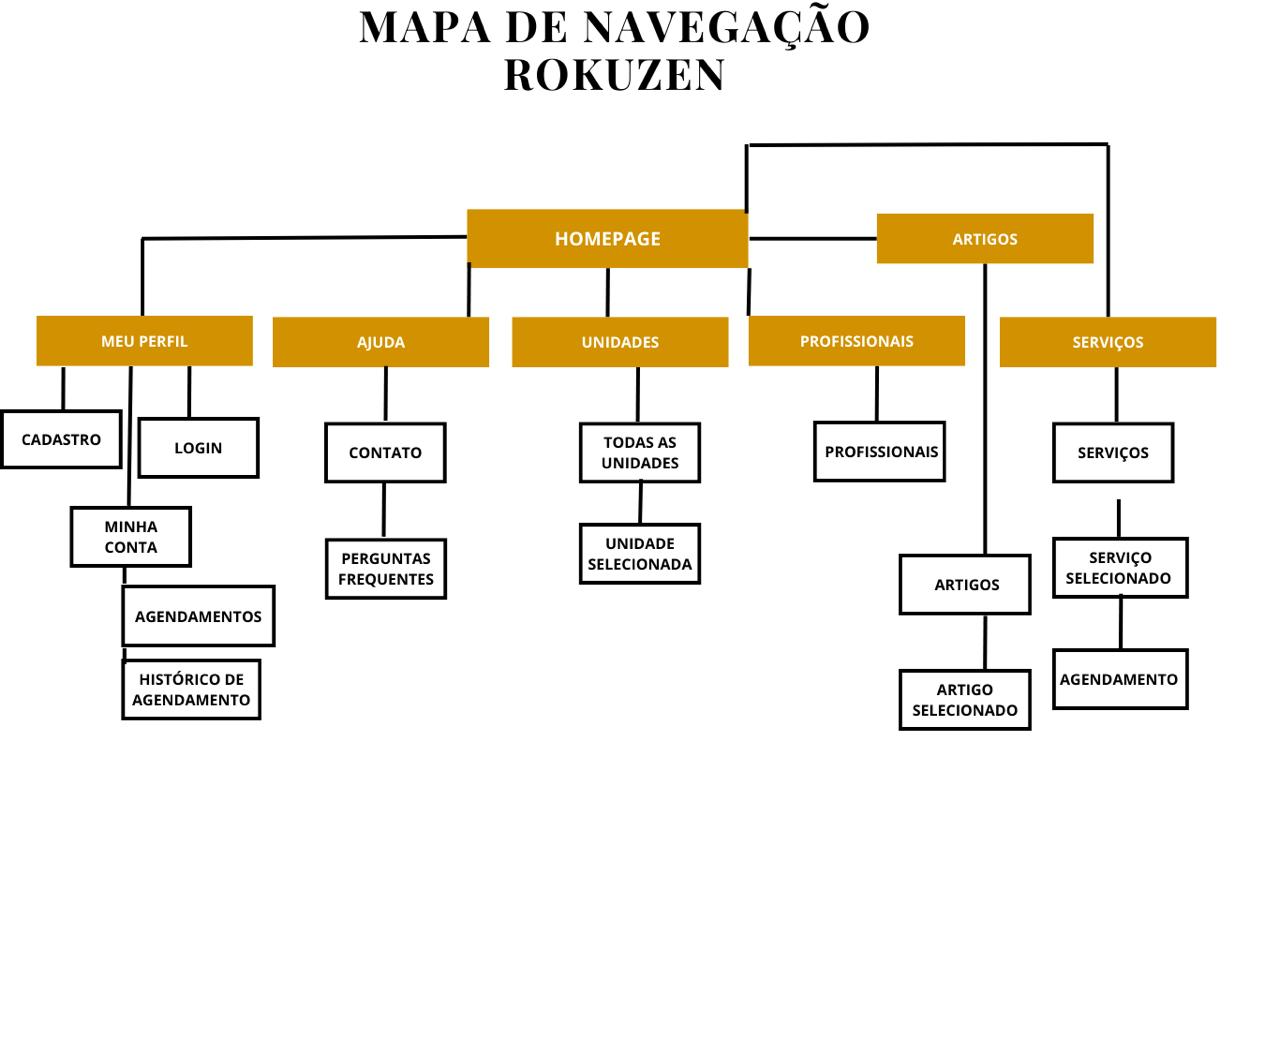 MAPA DE NAVEGAÇÃO
ROKUZEN
HOMEPAGE
ARTIGOS
MEU PERFIL
AJUDA
UNIDADES
PROFISSIONAIS
SERVIÇOS
CADASTRO
LOGIN
CONTATO
TODAS AS
UNIDADES
PROFISSIONAIS
SERVIÇOS
MINHA
CONTA
PERGUNTAS
FREQUENTES
UNIDADE
SELECIONADA
ARTIGOS
SERVIÇO
SELECIONADO
AGENDAMENTOS
HISTÓRICO DE
AGENDAMENTO
ARTIGO
SELECIONADO
AGENDAMENTO